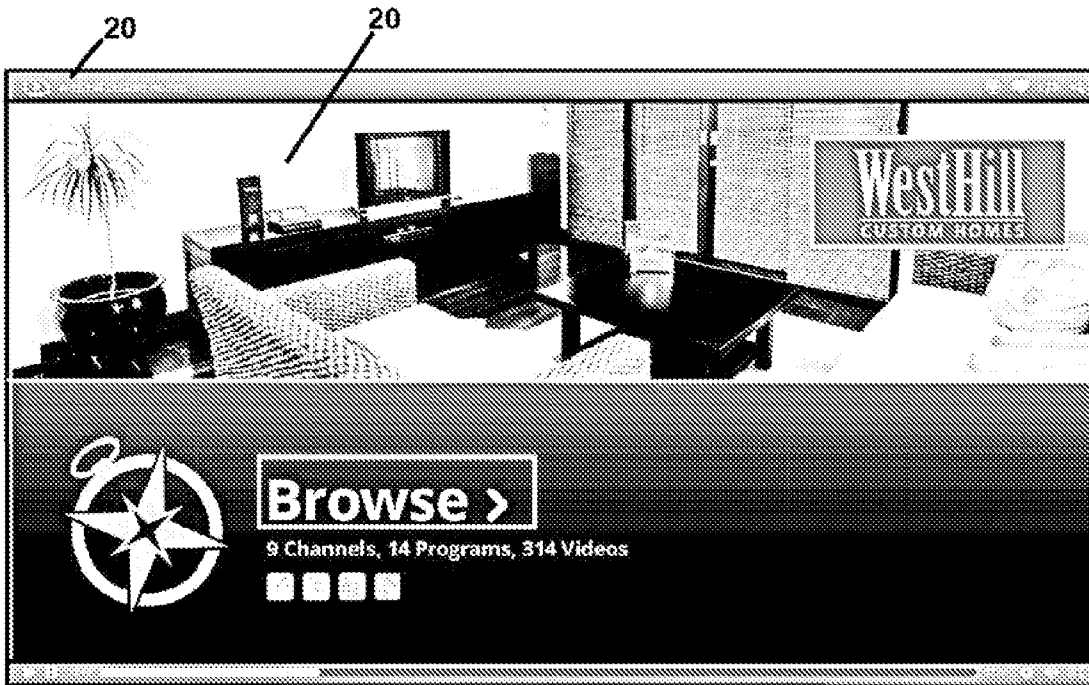 20
20
WestHill
CUSTOM HOMES
Browse >
9 Channels, 14 Programs, 314 Videos